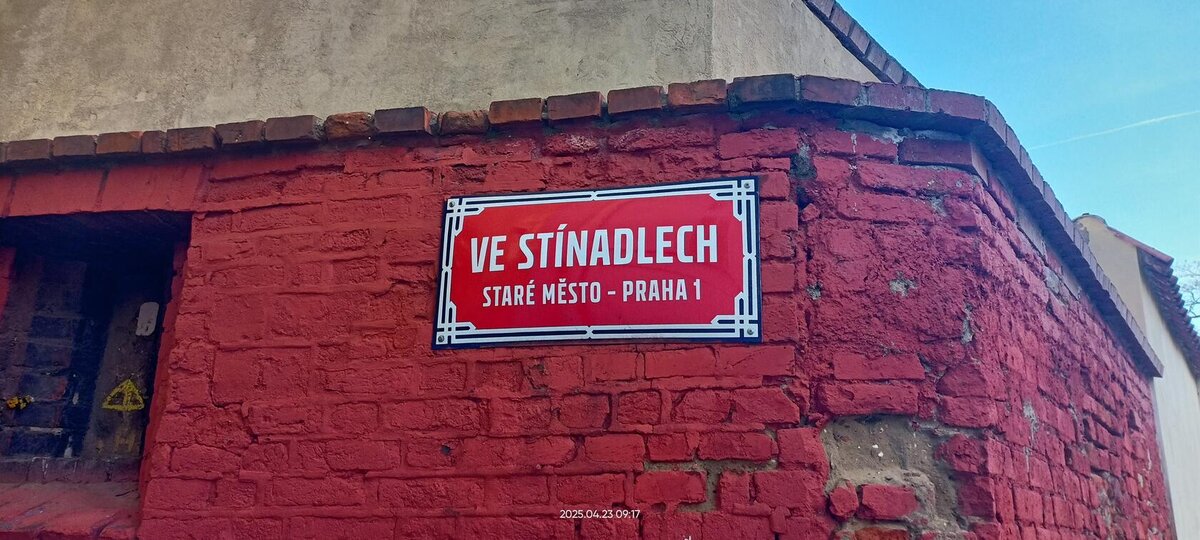 VE STÍNADLECH
STARÉ MĚSTO - PRAHA 1
2025.04.23 09:17